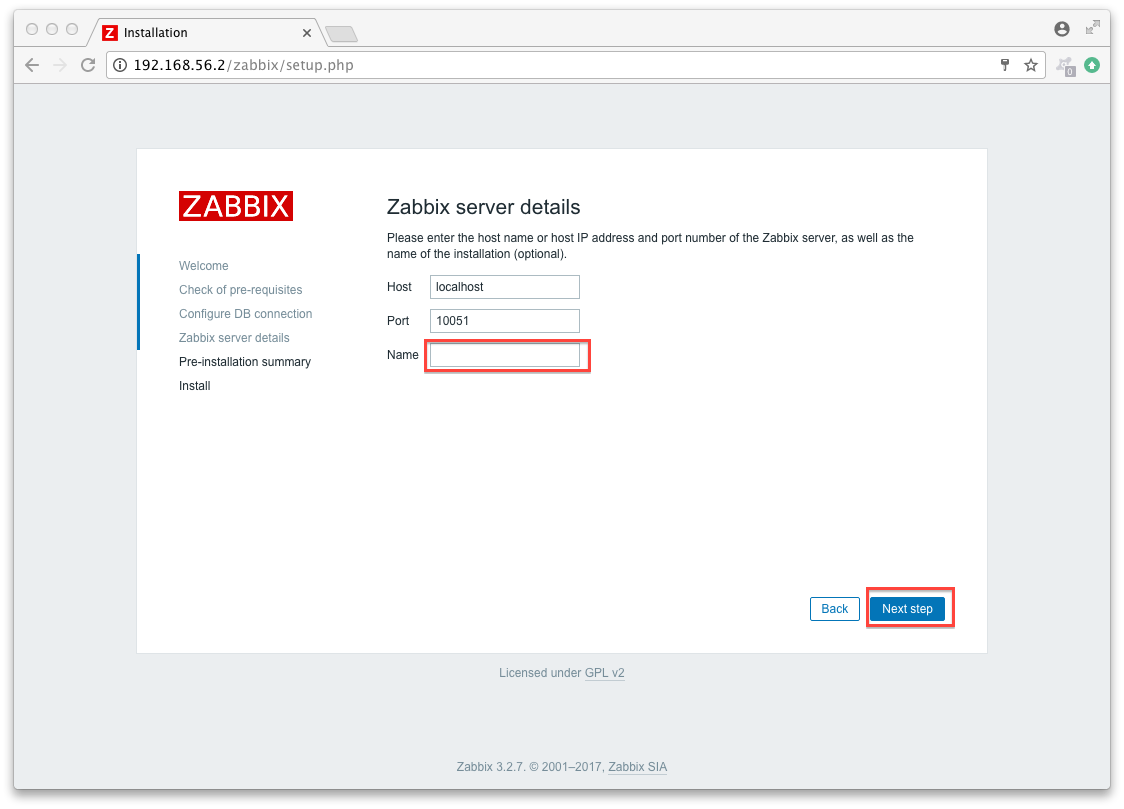 Z Installation
192.168.56.2/zabbix/setup.php
0
ZABBIX
Welcome
Check of pre-requisites
Configure DB connection
Zabbix server details
Pre-installation summary
Install
Zabbix server details
Please enter the host name or host IP address and port number of the Zabbix server, as well as the
name of the installation (optional).
Host localhost
Port 10051
Name
Back Next step
Licensed under GPL v2
Zabbix 3.2.7. © 2001–2017, Zabbix SIA